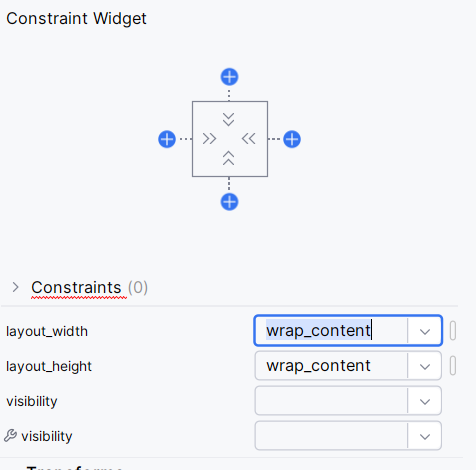 Constraint Widget
Constraints (0)
layout_width wrap_content
layout_height wrap_content
visibility
visibility